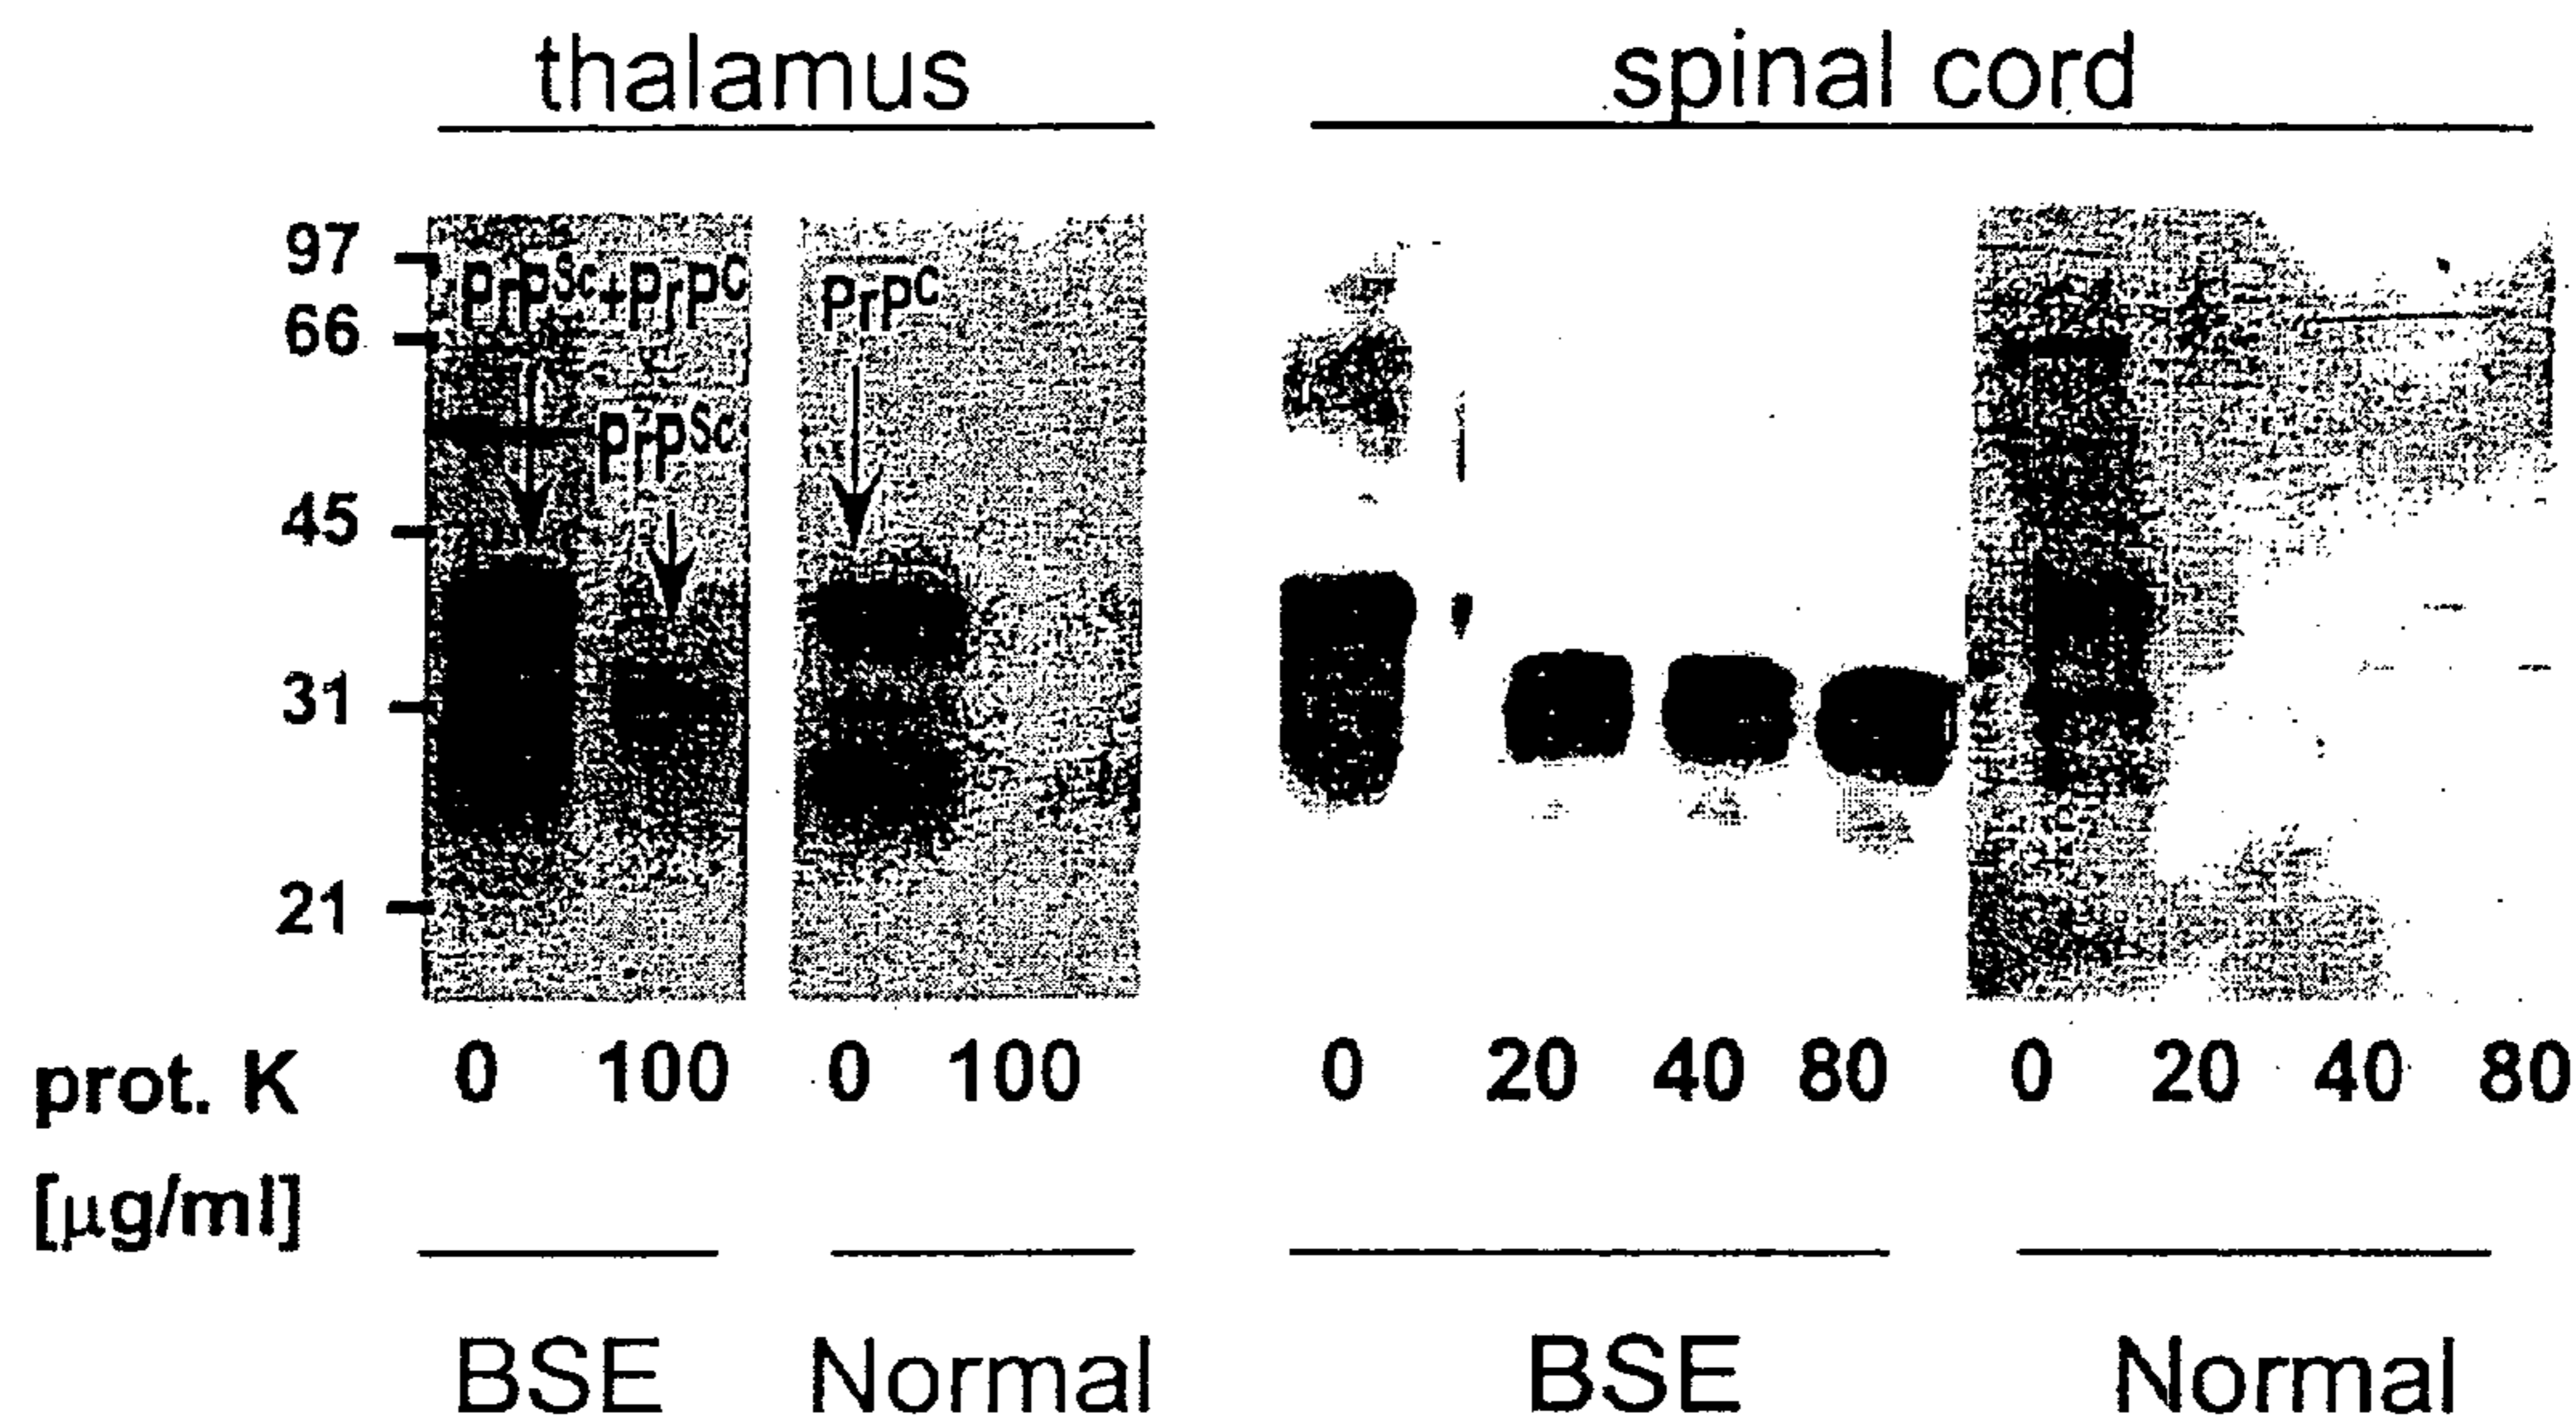 thalamus spinal cord
97
PrPSc+PrPC PrPC
66
PrPSc
45
31
21
prot. K 0 100 0 100 0 20 40 80 0 20 40 80
[µg/ml]
BSE Normal BSE Normal